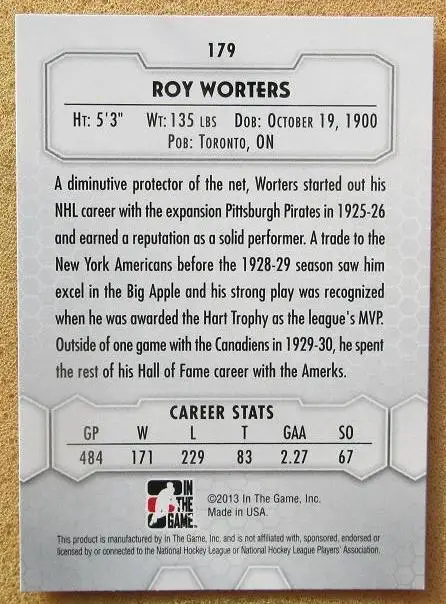 179
ROY WORTERS
HT: 5'3" WT: 135 LBS DOB: OCTOBER 19, 1900
POB: TORONTO, ON
A diminutive protector of the net, Worters started out his
NHL career with the expansion Pittsburgh Pirates in 1925-26
and earned a reputation as a solid performer. A trade to the
New York Americans before the 1928-29 season saw him
excel in the Big Apple and his strong play was recognized
when he was awarded the Hart Trophy as the league's MVP.
Outside of one game with the Canadiens in 1929-30, he spent
the rest of his Hall of Fame career with the Amerks.
CAREER STATS
GP W L T GAA SO
484 171 229 83 2.27 67
IN
THE
GAME
©2013 In The Game, Inc.
Made in USA.
This product is manufactured by In The Game, Inc. and is not affiliated with, sponsored, endorsed or
licensed by or connected to the National Hockey League or National Hockey League Players' Association.